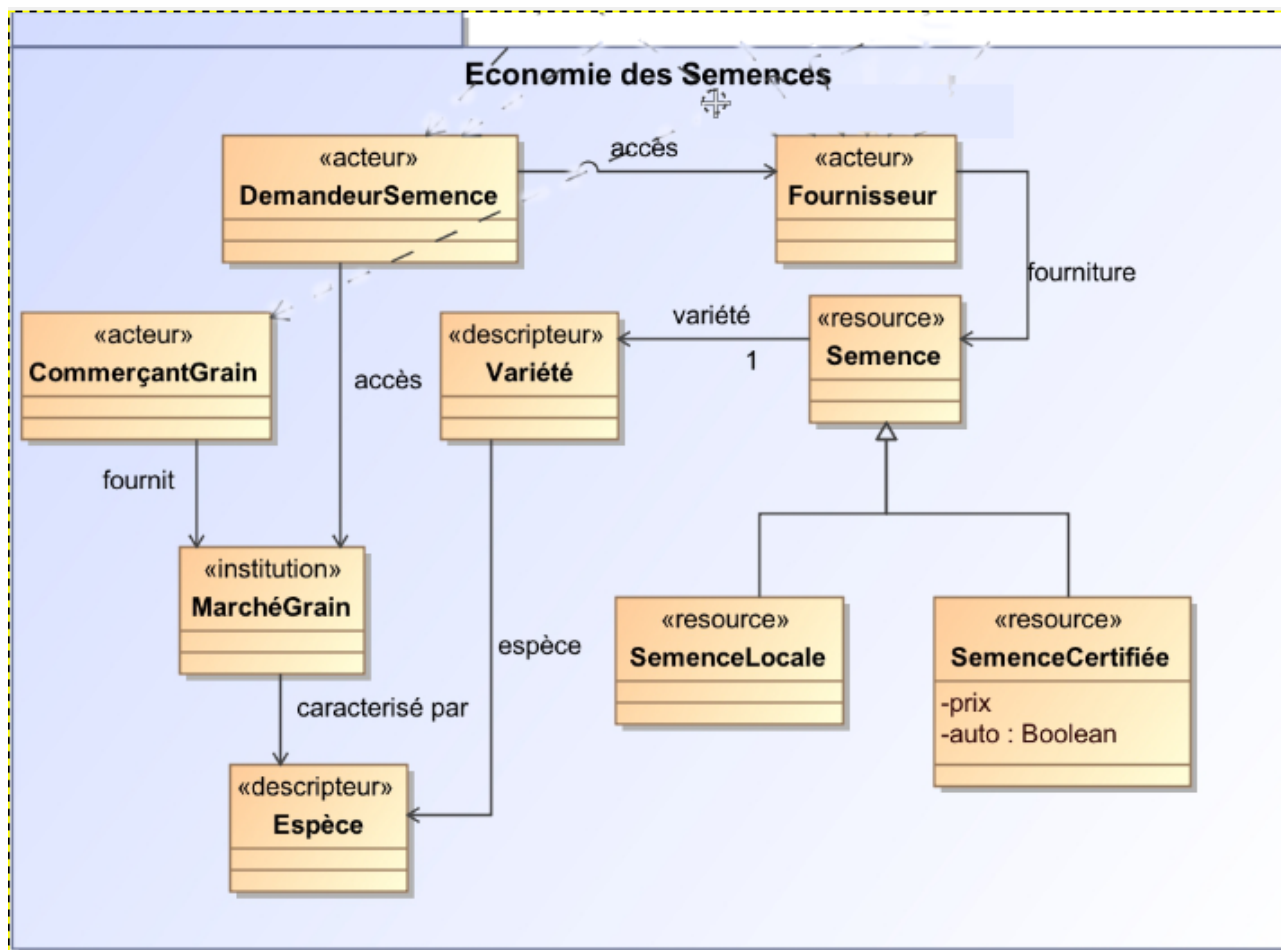 Economie des Semences
«acteur»
DemandeurSemence
accès
«acteur»
Fournisseur
fourniture
«acteur»
CommerçantGrain
accès
«descripteur»
Variété
variété
1
«resource»
Semence
fournit
«institution»
MarchéGrain
espèce
«resource»
SemenceLocale
«resource»
SemenceCertifiée
-prix
-auto : Boolean
caracterisé par
«descripteur»
Espèce